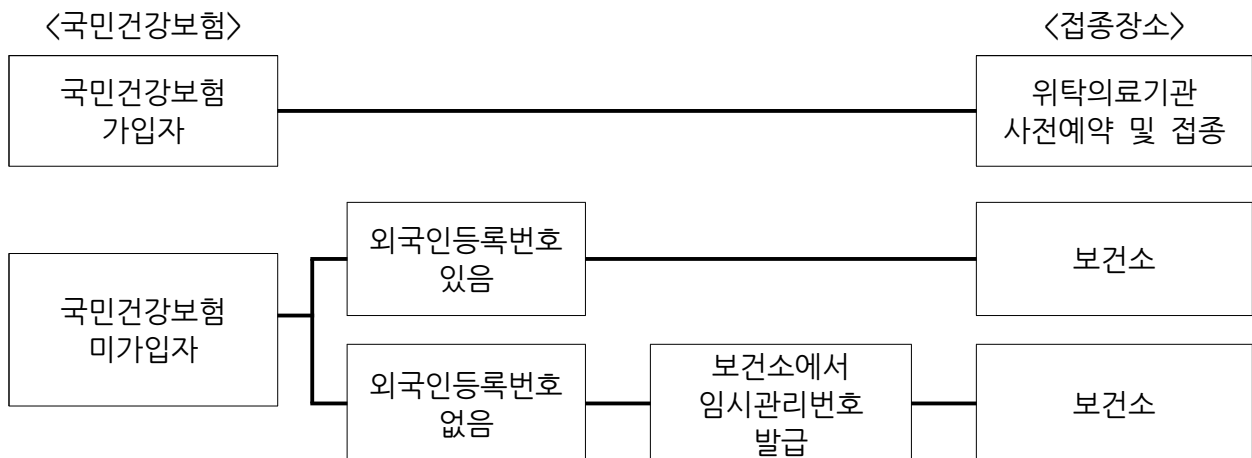 <국민건강보험>
<접종장소>
국민건강보험
가입자
위탁의료기관
사전예약 및 접종
국민건강보험
미가입자
외국인등록번호
있음
보건소
외국인등록번호
없음
보건소에서
임시관리번호
발급
보건소